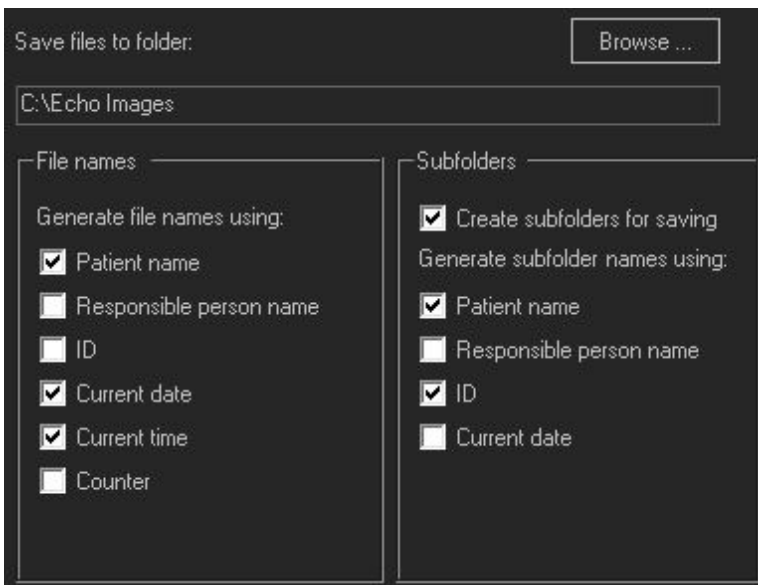 Save files to folder:
Browse ...
C:\Echo Images
File names
Generate file names using:
Patient name
Responsible person name
ID
Current date
Current time
Counter
Subfolders
Create subfolders for saving
Generate subfolder names using:
Patient name
Responsible person name
ID
Current date